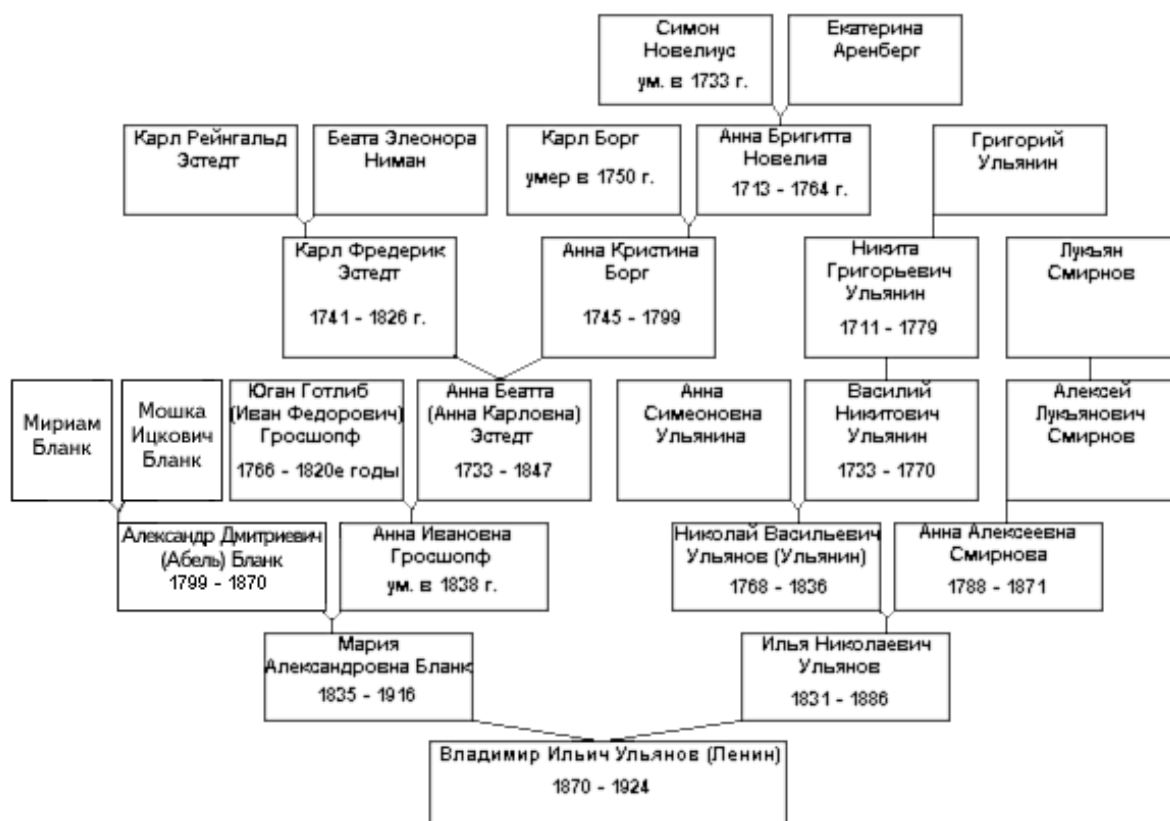 Симон
Новелиус
ум. в 1733 г.
Екатерина
Аренберг
Карл Рейнгальд
Эстедт
Беата Элеонора
Ниман
Карл Борг
умер в 1750 г.
Анна Бригитта
Новелиа
1713 - 1764 г.
Григорий
Ульянин
Карл Фредерик
Эстедт
1741 - 1826 г.
Анна Кристина
Борг
1745 - 1799
Никита
Григорьевич
Ульянин
1711 - 1779
Лукьян
Смирнов
Мириам
Бланк
Мошка
Ицкович
Бланк
Юган Готлиб
(Иван Федорович)
Гросшопф
1766 - 1820е годы
Анна Беатта
(Анна Карловна)
Эстедт
1733 - 1847
Анна
Симеоновна
Ульянина
Василий
Никитович
Ульянин
1733 - 1770
Алексей
Лукьянович
Смирнов
Александр Дмитриевич
(Абель) Бланк
1799 - 1870
Анна Ивановна
Гросшопф
ум. в 1838 г.
Николай Васильевич
Ульянов (Ульянин)
1768 - 1836
Анна Алексеевна
Смирнова
1788 - 1871
Мария
Александровна Бланк
1835 - 1916
Илья Николаевич
Ульянов
1831 - 1886
Владимир Ильич Ульянов (Ленин)
1870 - 1924